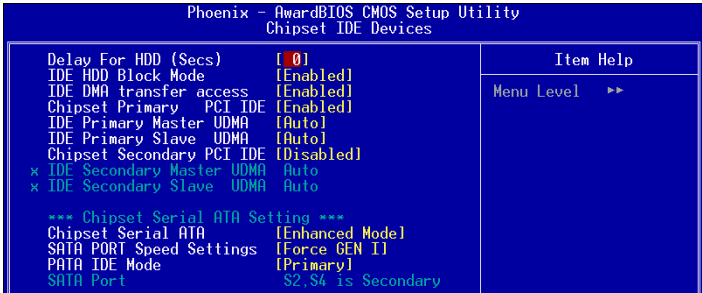 Phoenix - AwardBIOS CMOS Setup Utility
Chipset IDE Devices
Delay For HDD (Secs) [ 0]
IDE HDD Block Mode [Enabled]
IDE DMA transfer access [Enabled]
Chipset Primary PCI IDE [Enabled]
IDE Primary Master UDMA [Auto]
IDE Primary Slave UDMA [Auto]
Chipset Secondary PCI IDE [Disabled]
x IDE Secondary Master UDMA Auto
x IDE Secondary Slave UDMA Auto
*** Chipset Serial ATA Setting ***
Chipset Serial ATA [Enhanced Mode]
SATA PORT Speed Settings [Force GEN I]
PATA IDE Mode [Primary]
SATA Port S2,S4 is Secondary
Item Help
Menu Level ▸▸